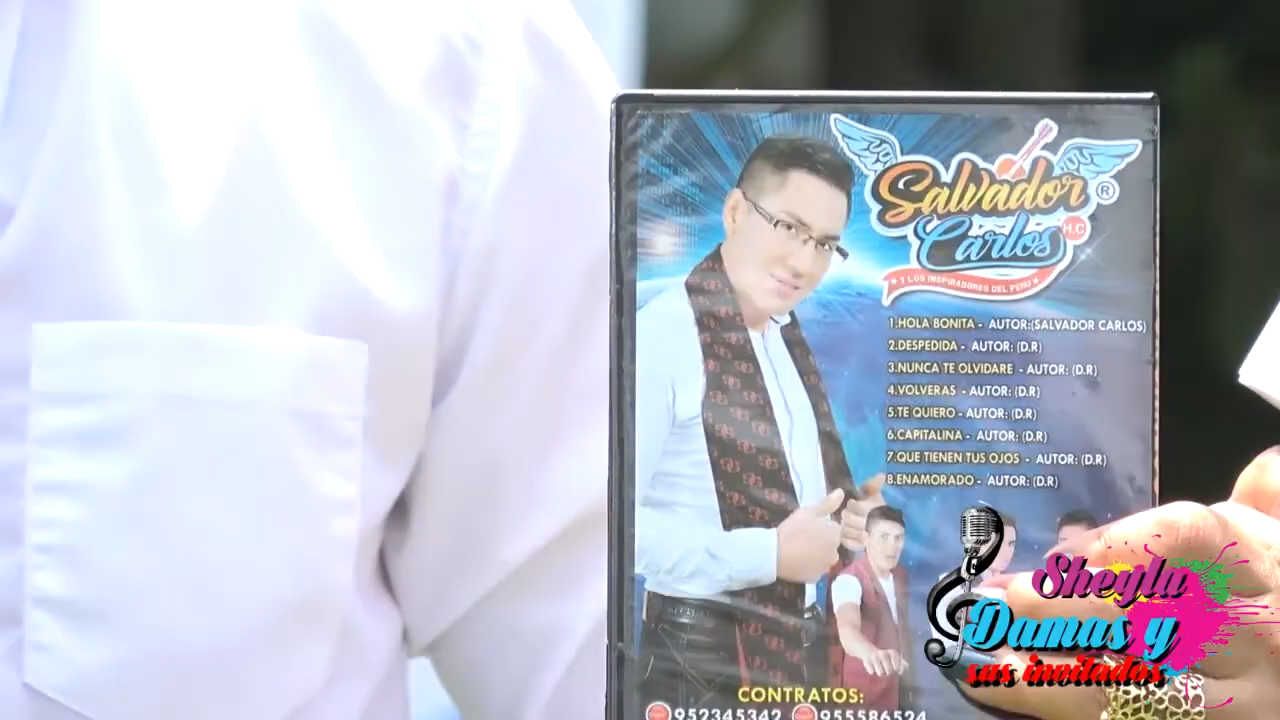 Salvador ®
Carlos H.C
Y LOS INSPIRADORES DEL PERU
1.HOLA BONITA - AUTOR:(SALVADOR CARLOS)
2.DESPEDIDA - AUTOR: (D.R)
3.NUNCA TE OLVIDARE - AUTOR: (D.R)
4.VOLVERAS - AUTOR: (D.R)
5.TE QUIERO - AUTOR: (D.R)
6.CAPITALINA - AUTOR: (D.R)
7.QUE TIENEN TUS OJOS - AUTOR: (D.R)
8.ENAMORADO - AUTOR: (D.R)
CONTRATOS:
952345342 955586524
Sheyla
Damas y
sus invitados